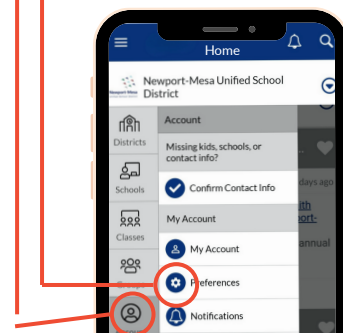 Home
Newport-Mesa Unified School
District
Account
Districts
Missing kids, schools, or
contact info?
Schools
Confirm Contact Info
days ago
My Account
Classes
My Account
annual
Preferences
Notifications